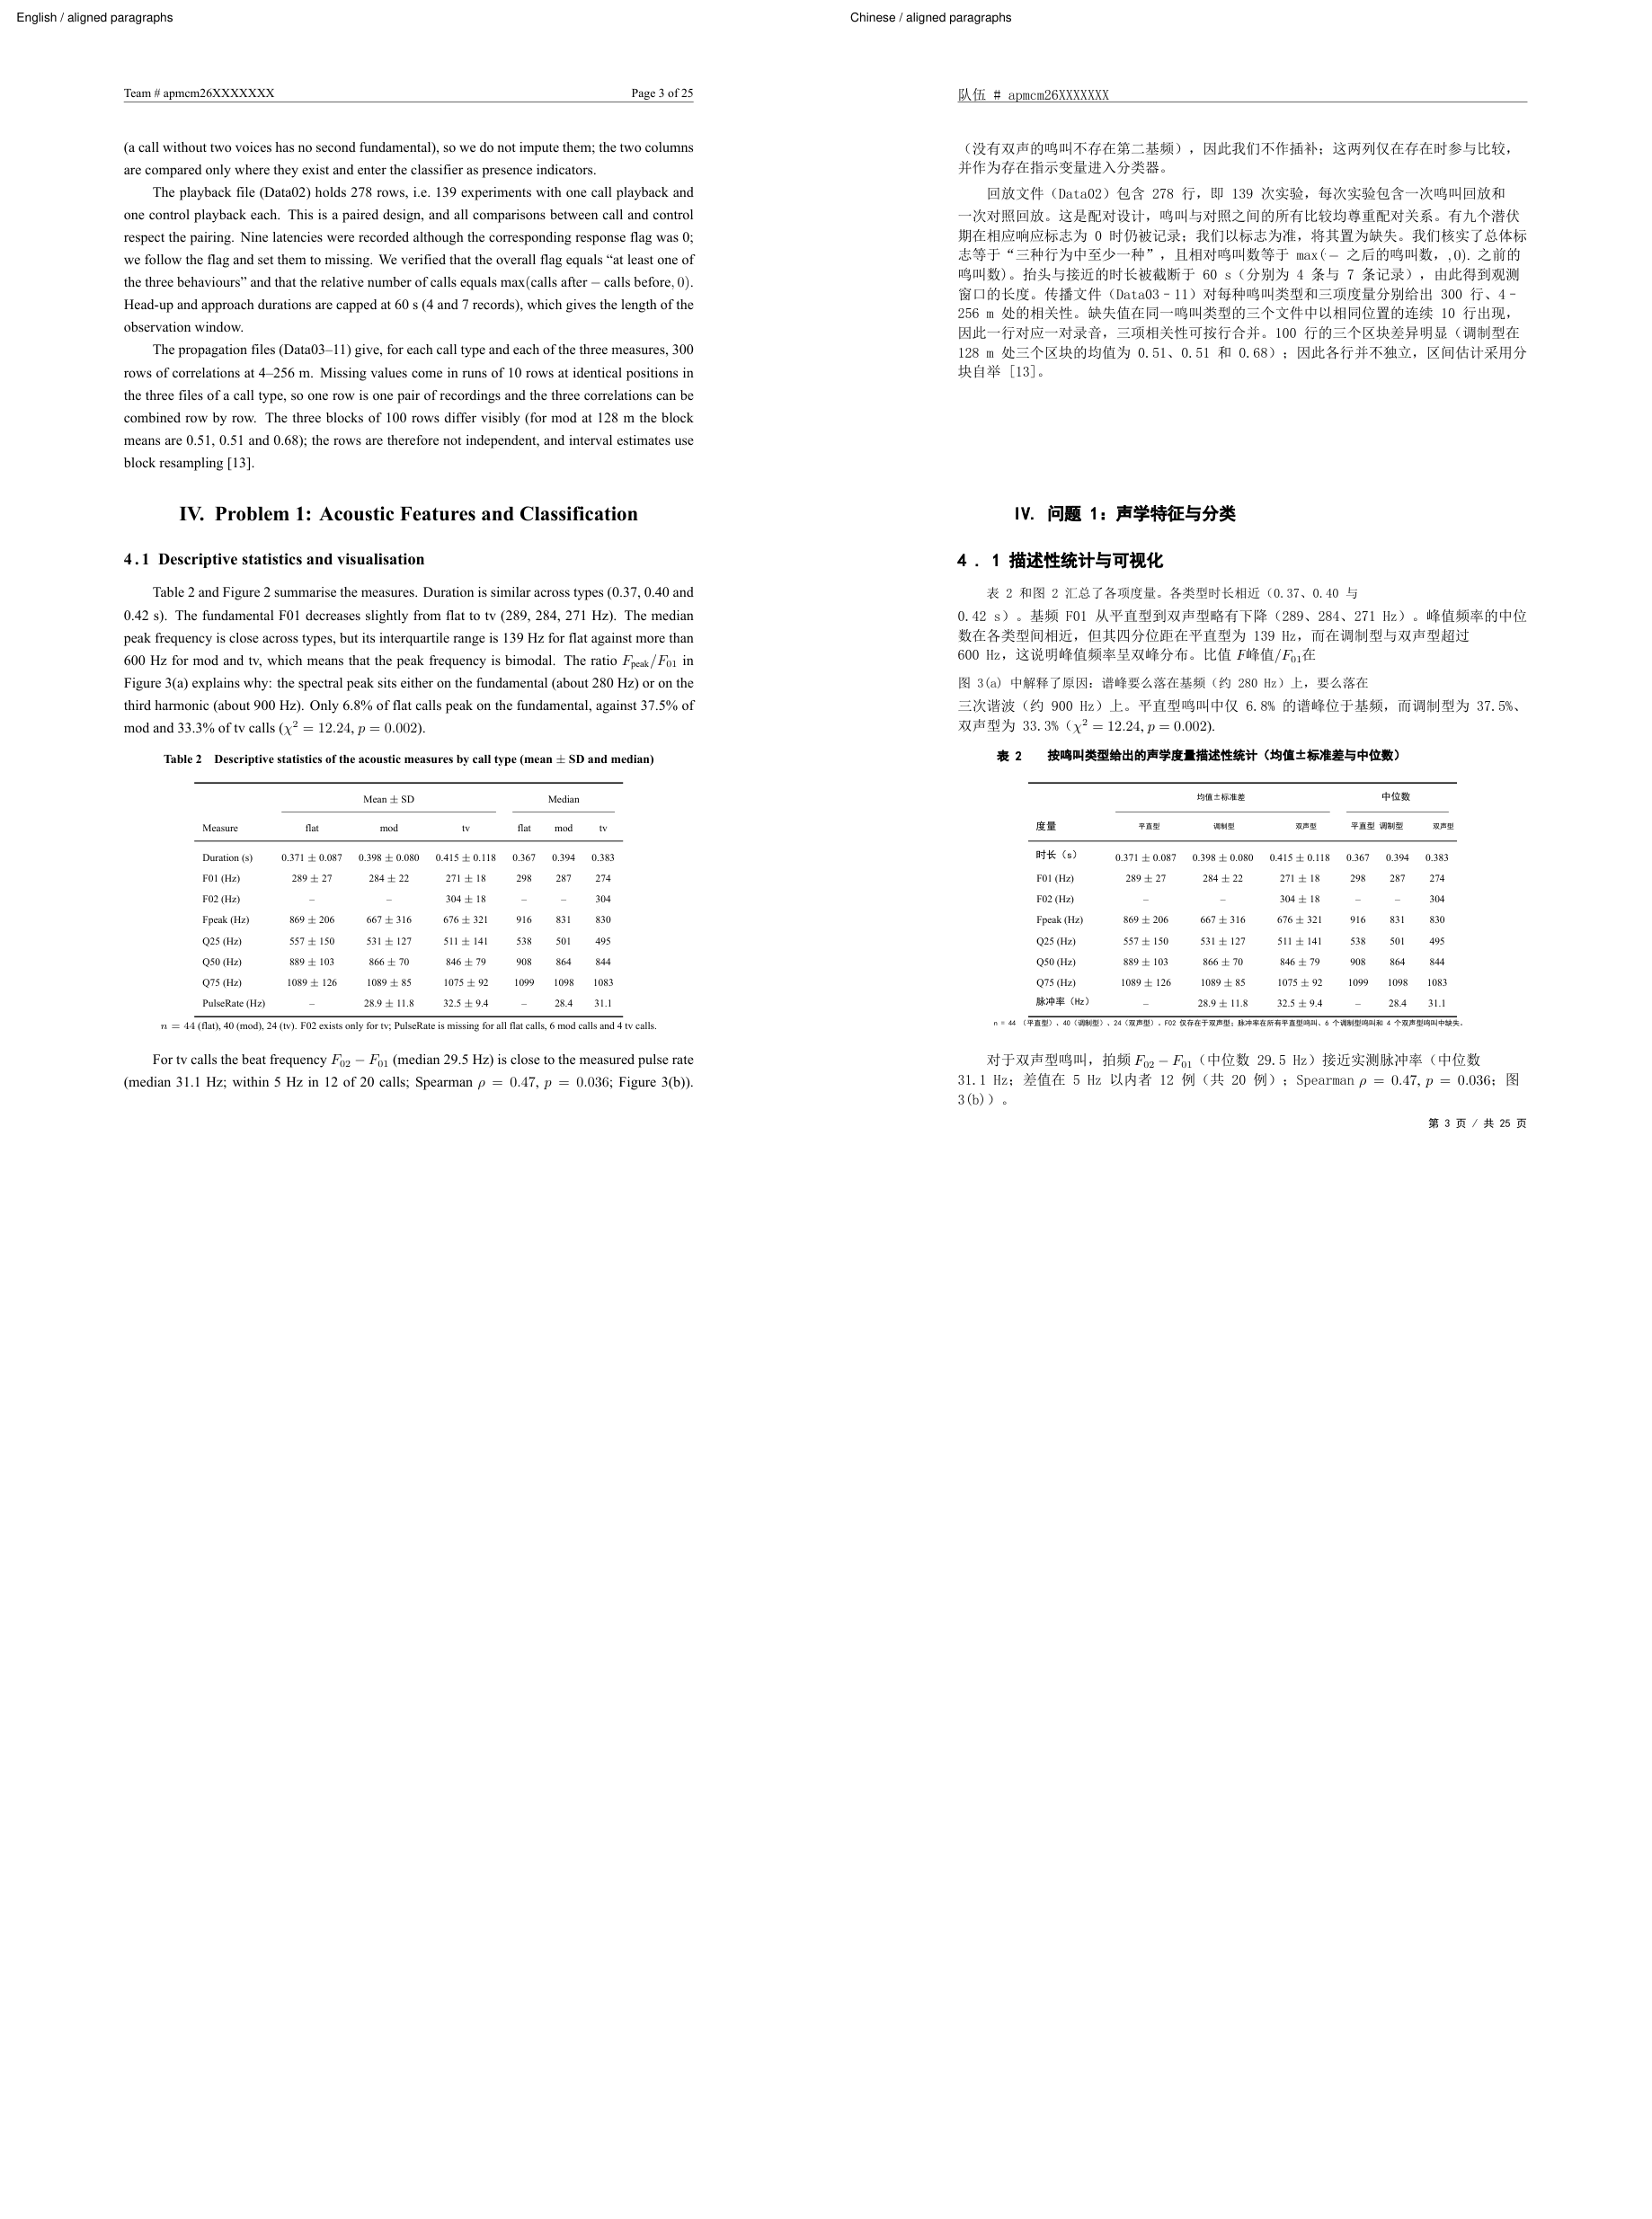 English / aligned paragraphs
Team # apmcm26XXXXXXX Page 3 of 25
(a call without two voices has no second fundamental), so we do not impute them; the two columns
are compared only where they exist and enter the classifier as presence indicators.
The playback file (Data02) holds 278 rows, i.e. 139 experiments with one call playback and
one control playback each. This is a paired design, and all comparisons between call and control
respect the pairing. Nine latencies were recorded although the corresponding response flag was 0;
we follow the flag and set them to missing. We verified that the overall flag equals “at least one of
the three behaviours” and that the relative number of calls equals max(calls after − calls before, 0).
Head-up and approach durations are capped at 60 s (4 and 7 records), which gives the length of the
observation window.
The propagation files (Data03–11) give, for each call type and each of the three measures, 300
rows of correlations at 4–256 m. Missing values come in runs of 10 rows at identical positions in
the three files of a call type, so one row is one pair of recordings and the three correlations can be
combined row by row. The three blocks of 100 rows differ visibly (for mod at 128 m the block
means are 0.51, 0.51 and 0.68); the rows are therefore not independent, and interval estimates use
block resampling [13].
IV. Problem 1: Acoustic Features and Classification
4.1 Descriptive statistics and visualisation
Table 2 and Figure 2 summarise the measures. Duration is similar across types (0.37, 0.40 and
0.42 s). The fundamental F01 decreases slightly from flat to tv (289, 284, 271 Hz). The median
peak frequency is close across types, but its interquartile range is 139 Hz for flat against more than
600 Hz for mod and tv, which means that the peak frequency is bimodal. The ratio F_peak/F_01 in
Figure 3(a) explains why: the spectral peak sits either on the fundamental (about 280 Hz) or on the
third harmonic (about 900 Hz). Only 6.8% of flat calls peak on the fundamental, against 37.5% of
mod and 33.3% of tv calls (χ² = 12.24, p = 0.002).
Table 2 Descriptive statistics of the acoustic measures by call type (mean ± SD and median)
Mean ± SD Median
Measure flat mod tv flat mod tv
Duration (s) 0.371 ± 0.087 0.398 ± 0.080 0.415 ± 0.118 0.367 0.394 0.383
F01 (Hz) 289 ± 27 284 ± 22 271 ± 18 298 287 274
F02 (Hz) – – 304 ± 18 – – 304
Fpeak (Hz) 869 ± 206 667 ± 316 676 ± 321 916 831 830
Q25 (Hz) 557 ± 150 531 ± 127 511 ± 141 538 501 495
Q50 (Hz) 889 ± 103 866 ± 70 846 ± 79 908 864 844
Q75 (Hz) 1089 ± 126 1089 ± 85 1075 ± 92 1099 1098 1083
PulseRate (Hz) – 28.9 ± 11.8 32.5 ± 9.4 – 28.4 31.1
n = 44 (flat), 40 (mod), 24 (tv). F02 exists only for tv; PulseRate is missing for all flat calls, 6 mod calls and 4 tv calls.
For tv calls the beat frequency F_02 − F_01 (median 29.5 Hz) is close to the measured pulse rate
(median 31.1 Hz; within 5 Hz in 12 of 20 calls; Spearman ρ = 0.47, p = 0.036; Figure 3(b)).
Chinese / aligned paragraphs
队伍 # apmcm26XXXXXXX
（没有双声的鸣叫不存在第二基频），因此我们不作插补；这两列仅在存在时参与比较，
并作为存在指示变量进入分类器。
回放文件（Data02）包含 278 行，即 139 次实验，每次实验包含一次鸣叫回放和
一次对照回放。这是配对设计，鸣叫与对照之间的所有比较均尊重配对关系。有九个潜伏
期在相应响应标志为 0 时仍被记录；我们以标志为准，将其置为缺失。我们核实了总体标
志等于“三种行为中至少一种”，且相对鸣叫数等于 max(− 之后的鸣叫数，,0). 之前的
鸣叫数)。抬头与接近的时长被截断于 60 s（分别为 4 条与 7 条记录），由此得到观测
窗口的长度。传播文件（Data03–11）对每种鸣叫类型和三项度量分别给出 300 行、4–
256 m 处的相关性。缺失值在同一鸣叫类型的三个文件中以相同位置的连续 10 行出现，
因此一行对应一对录音，三项相关性可按行合并。100 行的三个区块差异明显（调制型在
128 m 处三个区块的均值为 0.51、0.51 和 0.68）；因此各行并不独立，区间估计采用分
块自举 [13]。
IV. 问题 1：声学特征与分类
4 . 1 描述性统计与可视化
表 2 和图 2 汇总了各项度量。各类型时长相近（0.37、0.40 与
0.42 s）。基频 F01 从平直型到双声型略有下降（289、284、271 Hz）。峰值频率的中位
数在各类型间相近，但其四分位距在平直型为 139 Hz，而在调制型与双声型超过
600 Hz，这说明峰值频率呈双峰分布。比值 F峰值/F_01在
图 3(a) 中解释了原因：谱峰要么落在基频（约 280 Hz）上，要么落在
三次谐波（约 900 Hz）上。平直型鸣叫中仅 6.8% 的谱峰位于基频，而调制型为 37.5%、
双声型为 33.3%（χ² = 12.24, p = 0.002).
表 2 按鸣叫类型给出的声学度量描述性统计（均值±标准差与中位数）
均值±标准差 中位数
度量 平直型 调制型 双声型 平直型 调制型 双声型
时长（s） 0.371 ± 0.087 0.398 ± 0.080 0.415 ± 0.118 0.367 0.394 0.383
F01 (Hz) 289 ± 27 284 ± 22 271 ± 18 298 287 274
F02 (Hz) – – 304 ± 18 – – 304
Fpeak (Hz) 869 ± 206 667 ± 316 676 ± 321 916 831 830
Q25 (Hz) 557 ± 150 531 ± 127 511 ± 141 538 501 495
Q50 (Hz) 889 ± 103 866 ± 70 846 ± 79 908 864 844
Q75 (Hz) 1089 ± 126 1089 ± 85 1075 ± 92 1099 1098 1083
脉冲率（Hz） – 28.9 ± 11.8 32.5 ± 9.4 – 28.4 31.1
n = 44 （平直型）、40（调制型）、24（双声型）。F02 仅存在于双声型；脉冲率在所有平直型鸣叫、6 个调制型鸣叫和 4 个双声型鸣叫中缺失。
对于双声型鸣叫，拍频 F_02 − F_01（中位数 29.5 Hz）接近实测脉冲率（中位数
31.1 Hz；差值在 5 Hz 以内者 12 例（共 20 例）；Spearman ρ = 0.47, p = 0.036；图
3(b)）。
第 3 页 / 共 25 页